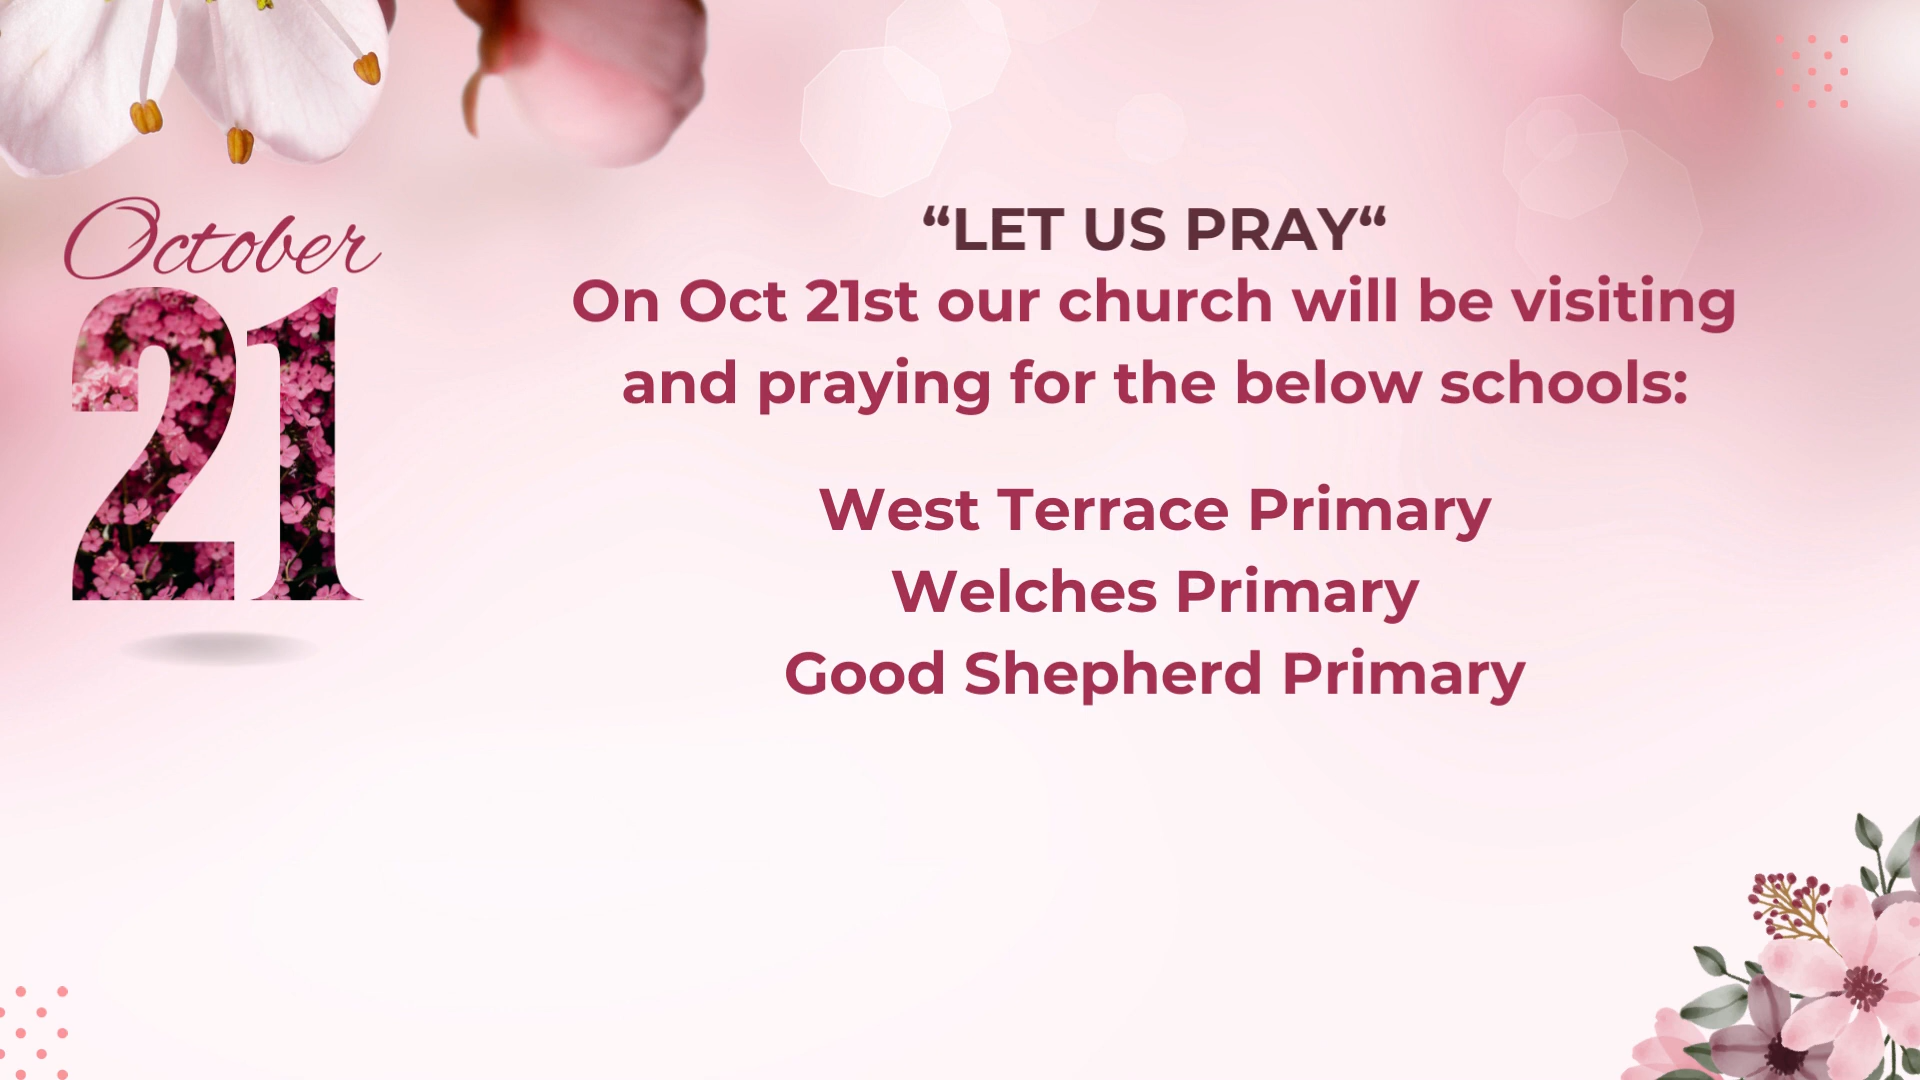 October
21
“LET US PRAY“
On Oct 21st our church will be visiting
and praying for the below schools:
West Terrace Primary
Welches Primary
Good Shepherd Primary